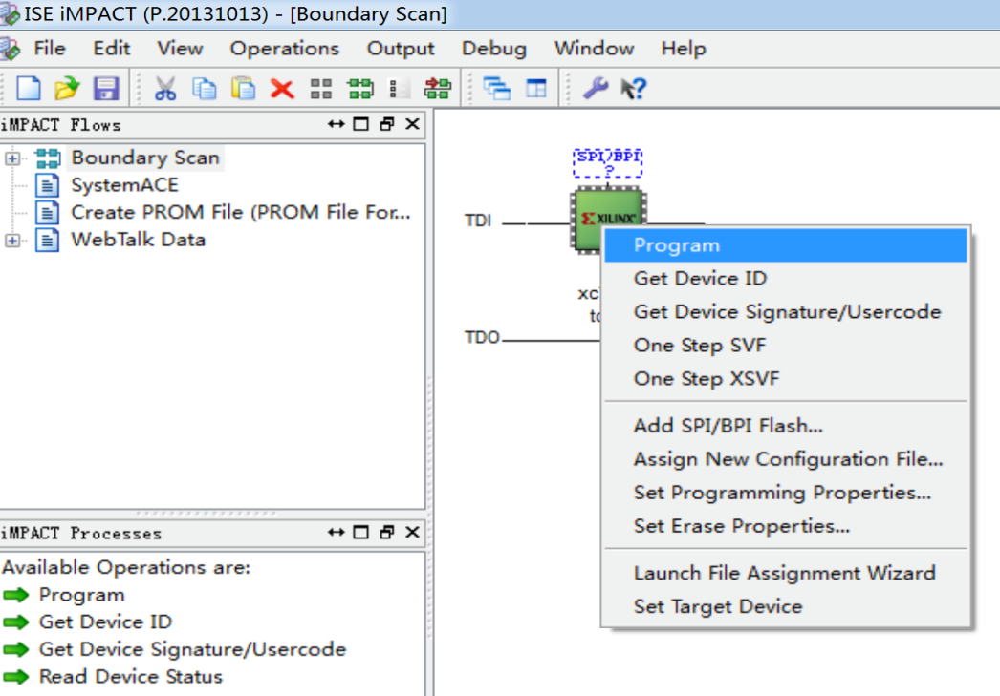 ISE iMPACT (P.20131013) - [Boundary Scan]
File Edit View Operations Output Debug Window Help
iMPACT Flows
Boundary Scan
SystemACE
Create PROM File (PROM File For...
WebTalk Data
SPI/BPI
?
TDI
XILINX
TDO
Program
Get Device ID
Get Device Signature/Usercode
One Step SVF
One Step XSVF
Add SPI/BPI Flash...
Assign New Configuration File...
Set Programming Properties...
Set Erase Properties...
Launch File Assignment Wizard
Set Target Device
iMPACT Processes
Available Operations are:
Program
Get Device ID
Get Device Signature/Usercode
Read Device Status